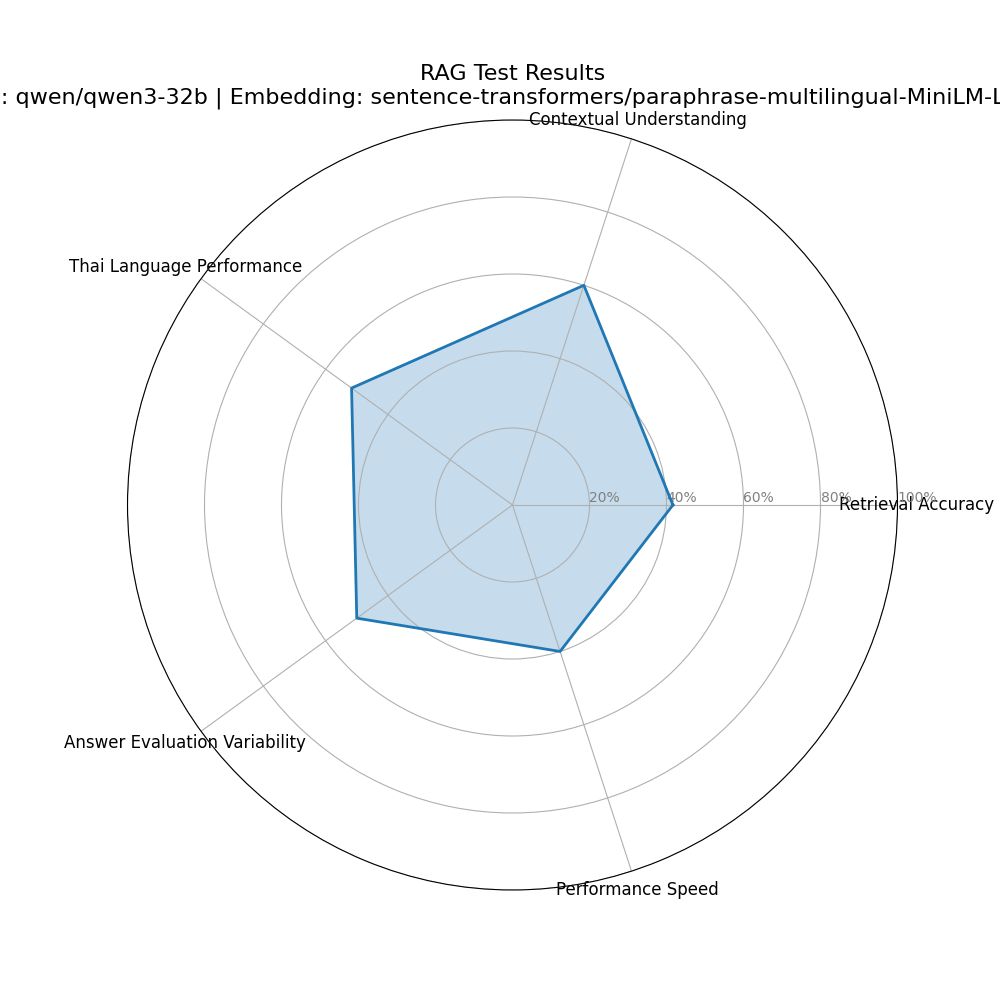 RAG Test Results
: qwen/qwen3-32b | Embedding: sentence-transformers/paraphrase-multilingual-MiniLM-L
Contextual Understanding
Thai Language Performance
20%
40%
60%
80%
100%
Retrieval Accuracy
Answer Evaluation Variability
Performance Speed